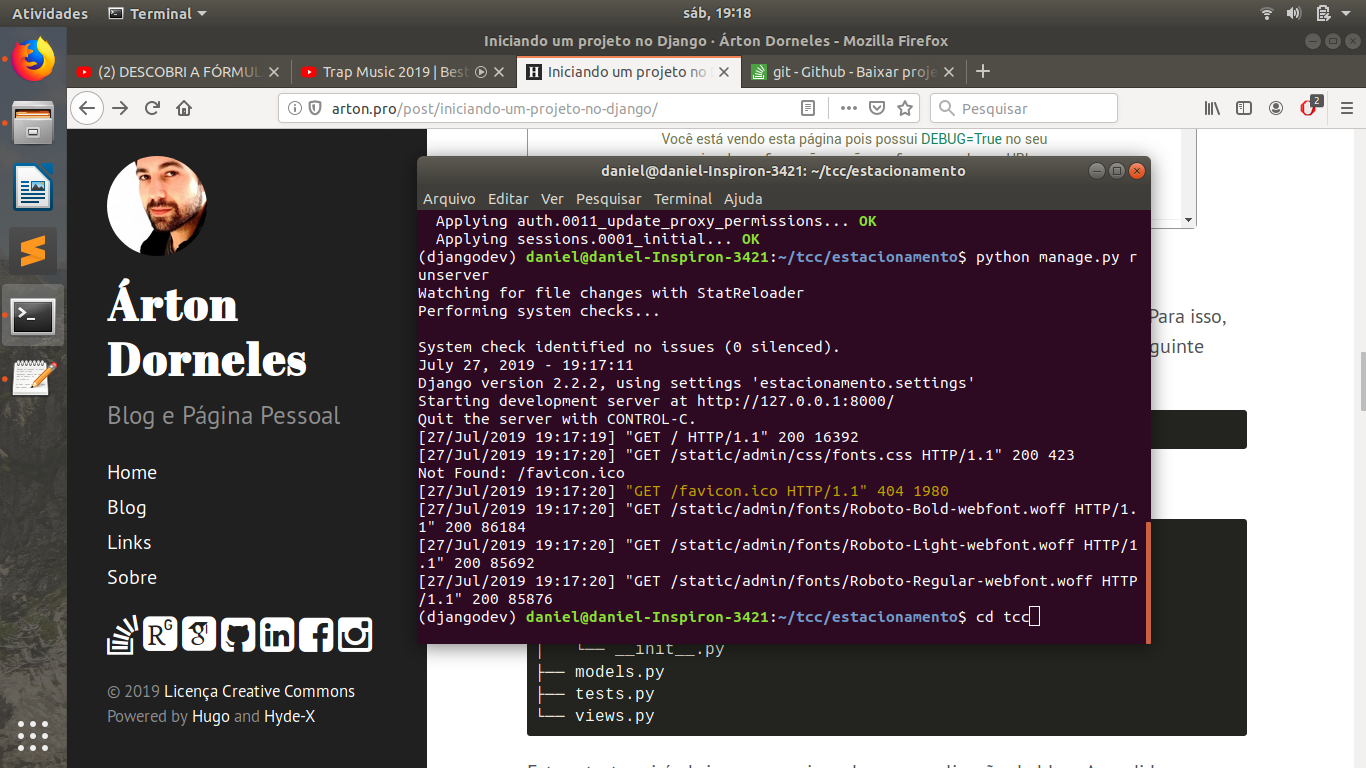 Atividades
Terminal
sáb, 19:18
Iniciando um projeto no Django · Árton Dorneles - Mozilla Firefox
(2) DESCOBRI A FÓRMUL
Trap Music 2019 | Bes
Iniciando um projeto no
git - Github - Baixar proje
arton.pro/post/iniciando-um-projeto-no-django/
Pesquisar
2
Árton
Dorneles
Blog e Página Pessoal
Home
Blog
Links
Sobre
© 2019 Licença Creative Commons
Powered by Hugo and Hyde-X
Você está vendo esta página pois possui DEBUG=True no seu
daniel@daniel-Inspiron-3421: ~/tcc/estacionamento
Arquivo Editar Ver Pesquisar Terminal Ajuda
Applying auth.0011_update_proxy_permissions... OK
Applying sessions.0001_initial... OK
(djangodev) daniel@daniel-Inspiron-3421:~/tcc/estacionamento$ python manage.py r
unserver
Watching for file changes with StatReloader
Performing system checks...
System check identified no issues (0 silenced).
July 27, 2019 - 19:17:11
Django version 2.2.2, using settings 'estacionamento.settings'
Starting development server at http://127.0.0.1:8000/
Quit the server with CONTROL-C.
[27/Jul/2019 19:17:19] "GET / HTTP/1.1" 200 16392
[27/Jul/2019 19:17:20] "GET /static/admin/css/fonts.css HTTP/1.1" 200 423
Not Found: /favicon.ico
[27/Jul/2019 19:17:20] "GET /favicon.ico HTTP/1.1" 404 1980
[27/Jul/2019 19:17:20] "GET /static/admin/fonts/Roboto-Bold-webfont.woff HTTP/1.
1" 200 86184
[27/Jul/2019 19:17:20] "GET /static/admin/fonts/Roboto-Light-webfont.woff HTTP/1
.1" 200 85692
[27/Jul/2019 19:17:20] "GET /static/admin/fonts/Roboto-Regular-webfont.woff HTTP
/1.1" 200 85876
(djangodev) daniel@daniel-Inspiron-3421:~/tcc/estacionamento$ cd tcc
Para isso,
guinte
│   └── __init__.py
├── models.py
├── tests.py
└── views.py